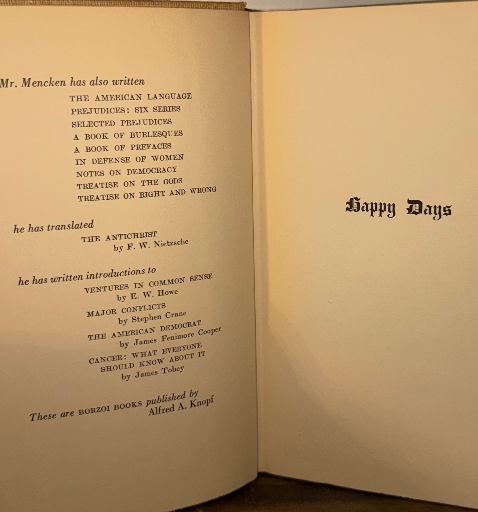 Mr. Mencken has also written
THE AMERICAN LANGUAGE
PREJUDICES: SIX SERIES
SELECTED PREJUDICES
A BOOK OF BURLESQUES
A BOOK OF PREFACES
IN DEFENSE OF WOMEN
NOTES ON DEMOCRACY
TREATISE ON THE GODS
TREATISE ON RIGHT AND WRONG
he has translated
THE ANTICHRIST
by F. W. Nietzsche
he has written introductions to
VENTURES IN COMMON SENSE
by E. W. Howe
MAJOR CONFLICTS
by Stephen Crane
THE AMERICAN DEMOCRAT
by James Fenimore Cooper
CANCER: WHAT EVERYONE
SHOULD KNOW ABOUT IT
by James Tobey
These are BORZOI BOOKS published by
Alfred A. Knopf
Happy Days